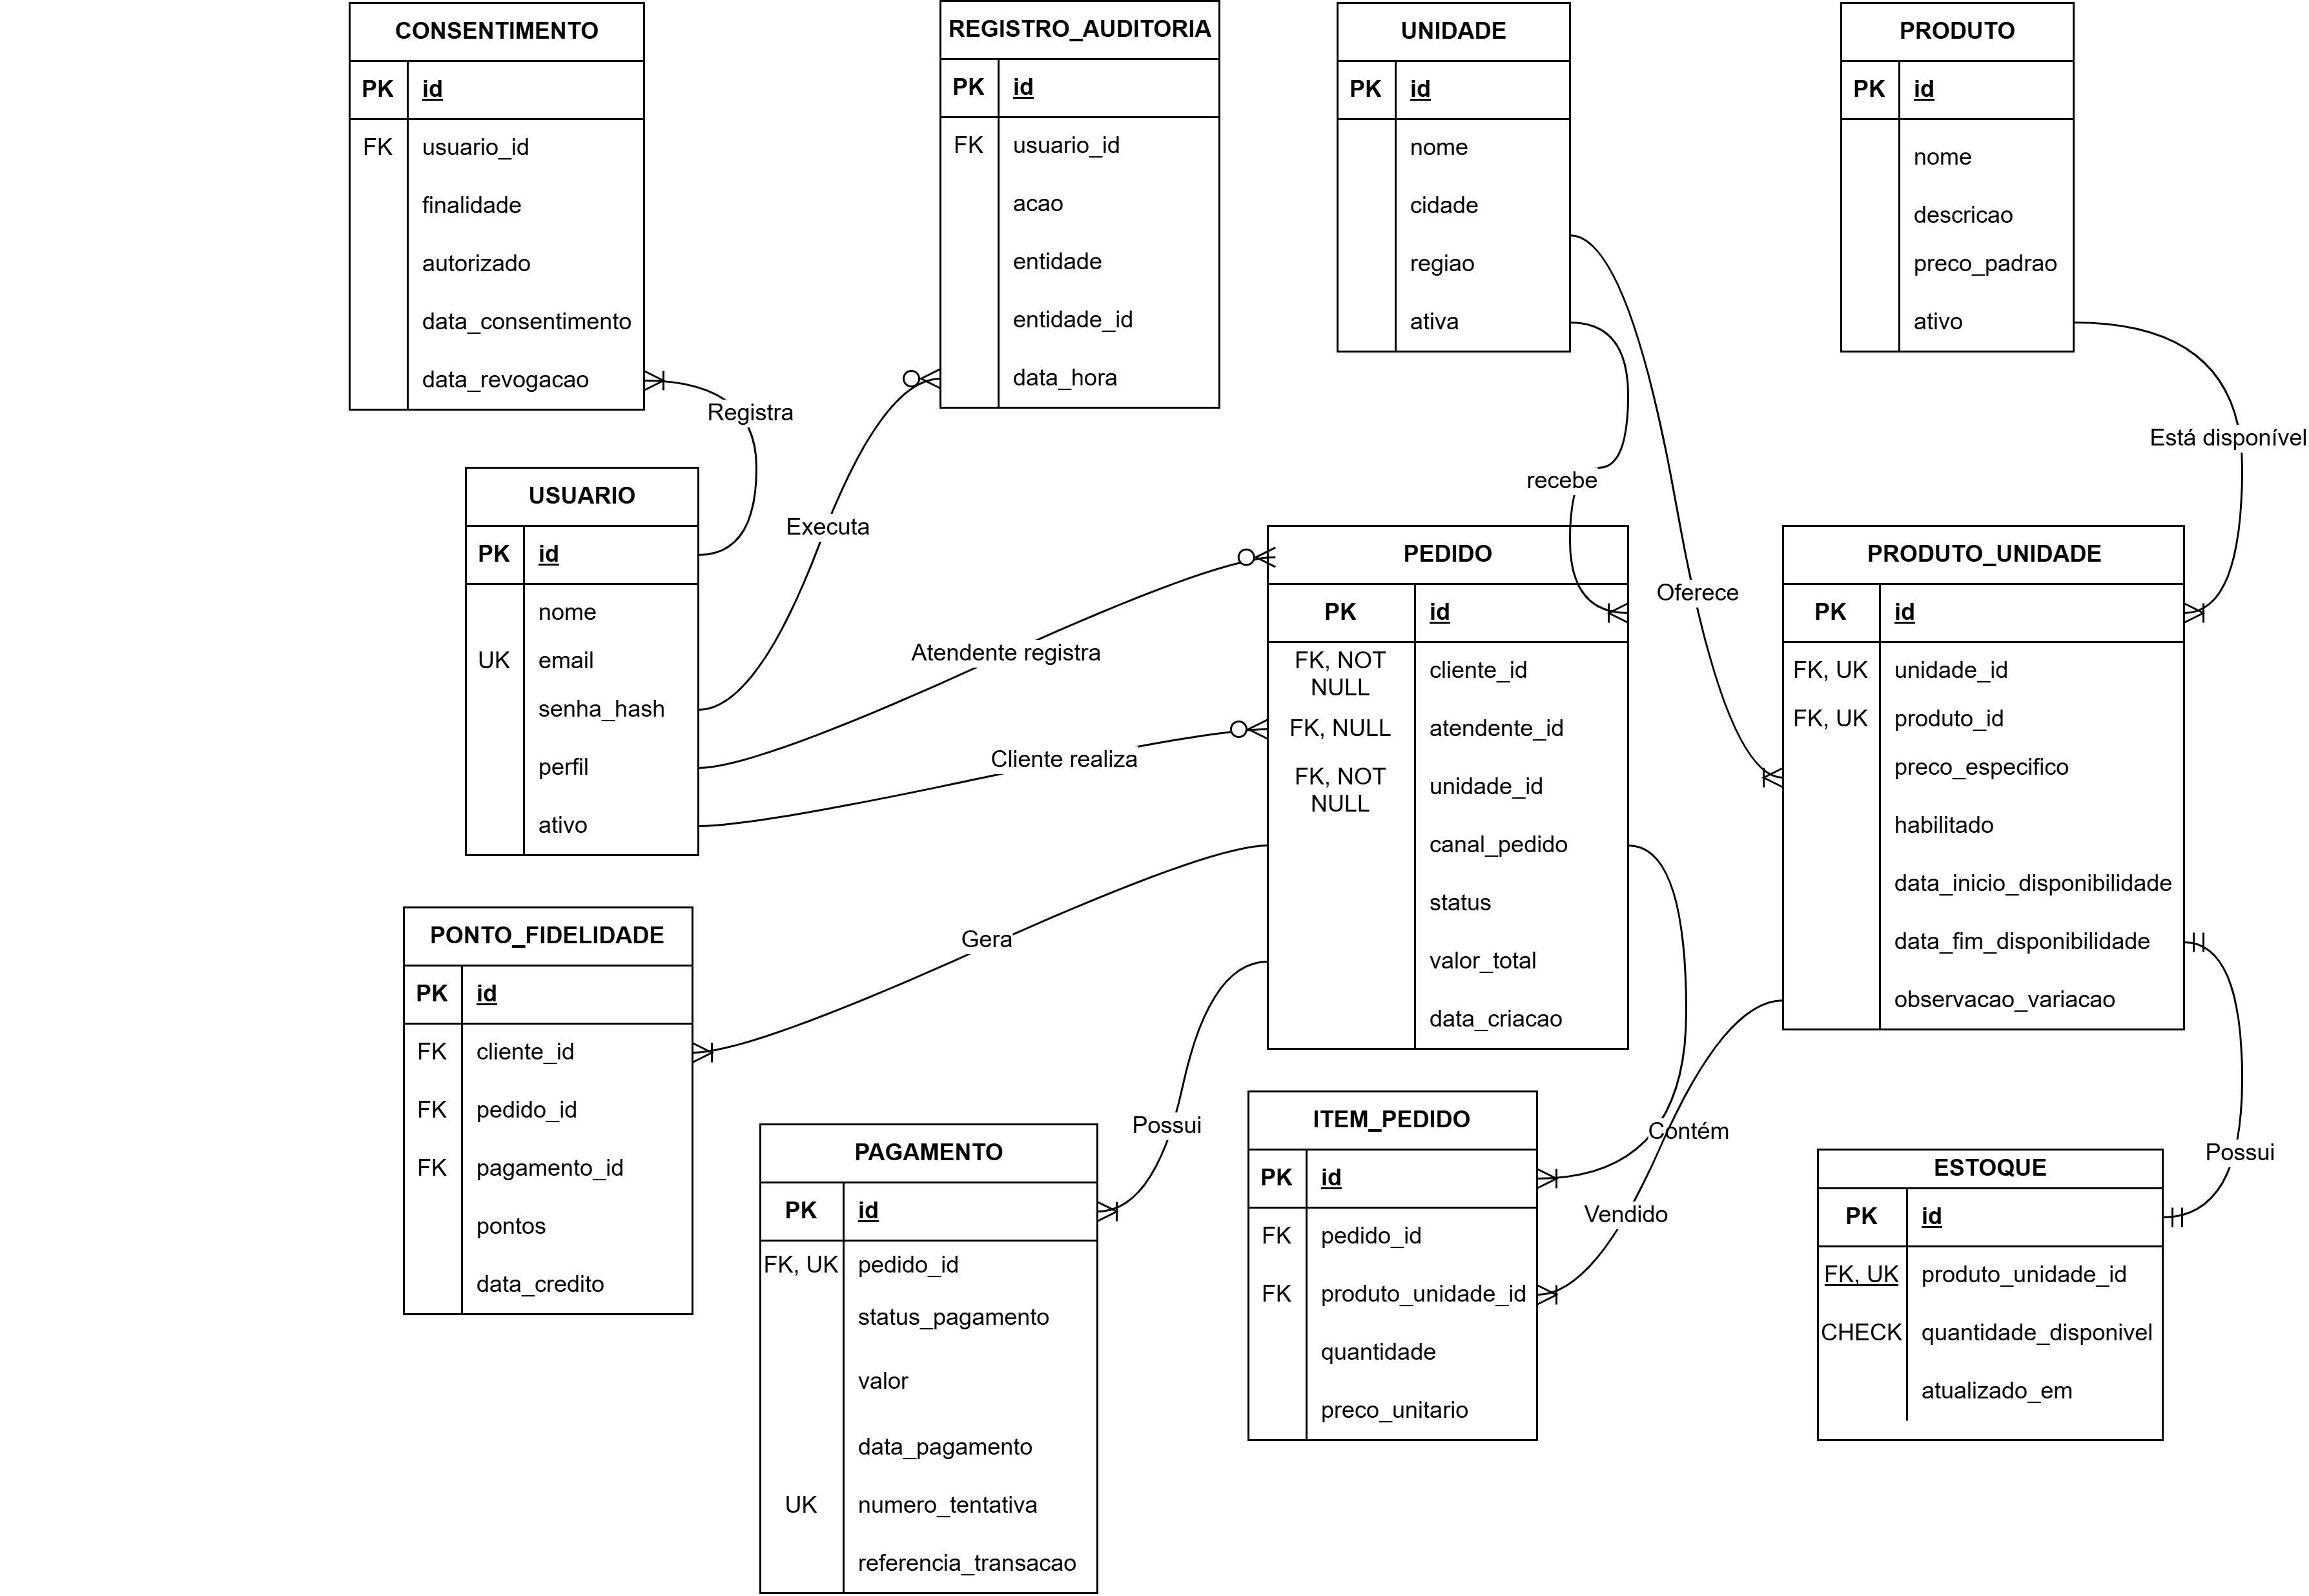 CONSENTIMENTO
PK id
FK usuario_id
finalidade
autorizado
data_consentimento
data_revogacao
REGISTRO_AUDITORIA
PK id
FK usuario_id
acao
entidade
entidade_id
data_hora
UNIDADE
PK id
nome
cidade
regiao
ativa
PRODUTO
PK id
nome
descricao
preco_padrao
ativo
Registra
Executa
recebe
Está disponível
USUARIO
PK id
nome
UK email
senha_hash
perfil
ativo
Atendente registra
Cliente realiza
PEDIDO
PK id
FK, NOT
NULL
cliente_id
FK, NULL atendente_id
FK, NOT
NULL
unidade_id
canal_pedido
status
valor_total
data_criacao
Oferece
PRODUTO_UNIDADE
PK id
FK, UK unidade_id
FK, UK produto_id
preco_especifico
habilitado
data_inicio_disponibilidade
data_fim_disponibilidade
observacao_variacao
PONTO_FIDELIDADE
PK id
FK cliente_id
FK pedido_id
FK pagamento_id
pontos
data_credito
Gera
Possui
PAGAMENTO
PK id
FK, UK pedido_id
status_pagamento
valor
data_pagamento
UK numero_tentativa
referencia_transacao
ITEM_PEDIDO
PK id
FK pedido_id
FK produto_unidade_id
quantidade
preco_unitario
Contém
Vendido
Possui
ESTOQUE
PK id
FK, UK produto_unidade_id
CHECK quantidade_disponivel
atualizado_em